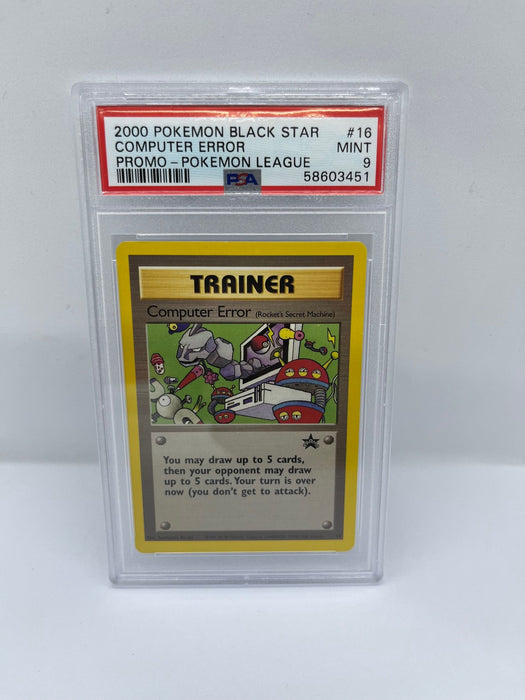 2000 POKEMON BLACK STAR #16
COMPUTER ERROR MINT
PROMO – POKEMON LEAGUE 9
PSA 58603451
TRAINER
Computer Error (Rocket's Secret Machine)
You may draw up to 5 cards,
then your opponent may draw
up to 5 cards. Your turn is over
now (you don't get to attack).